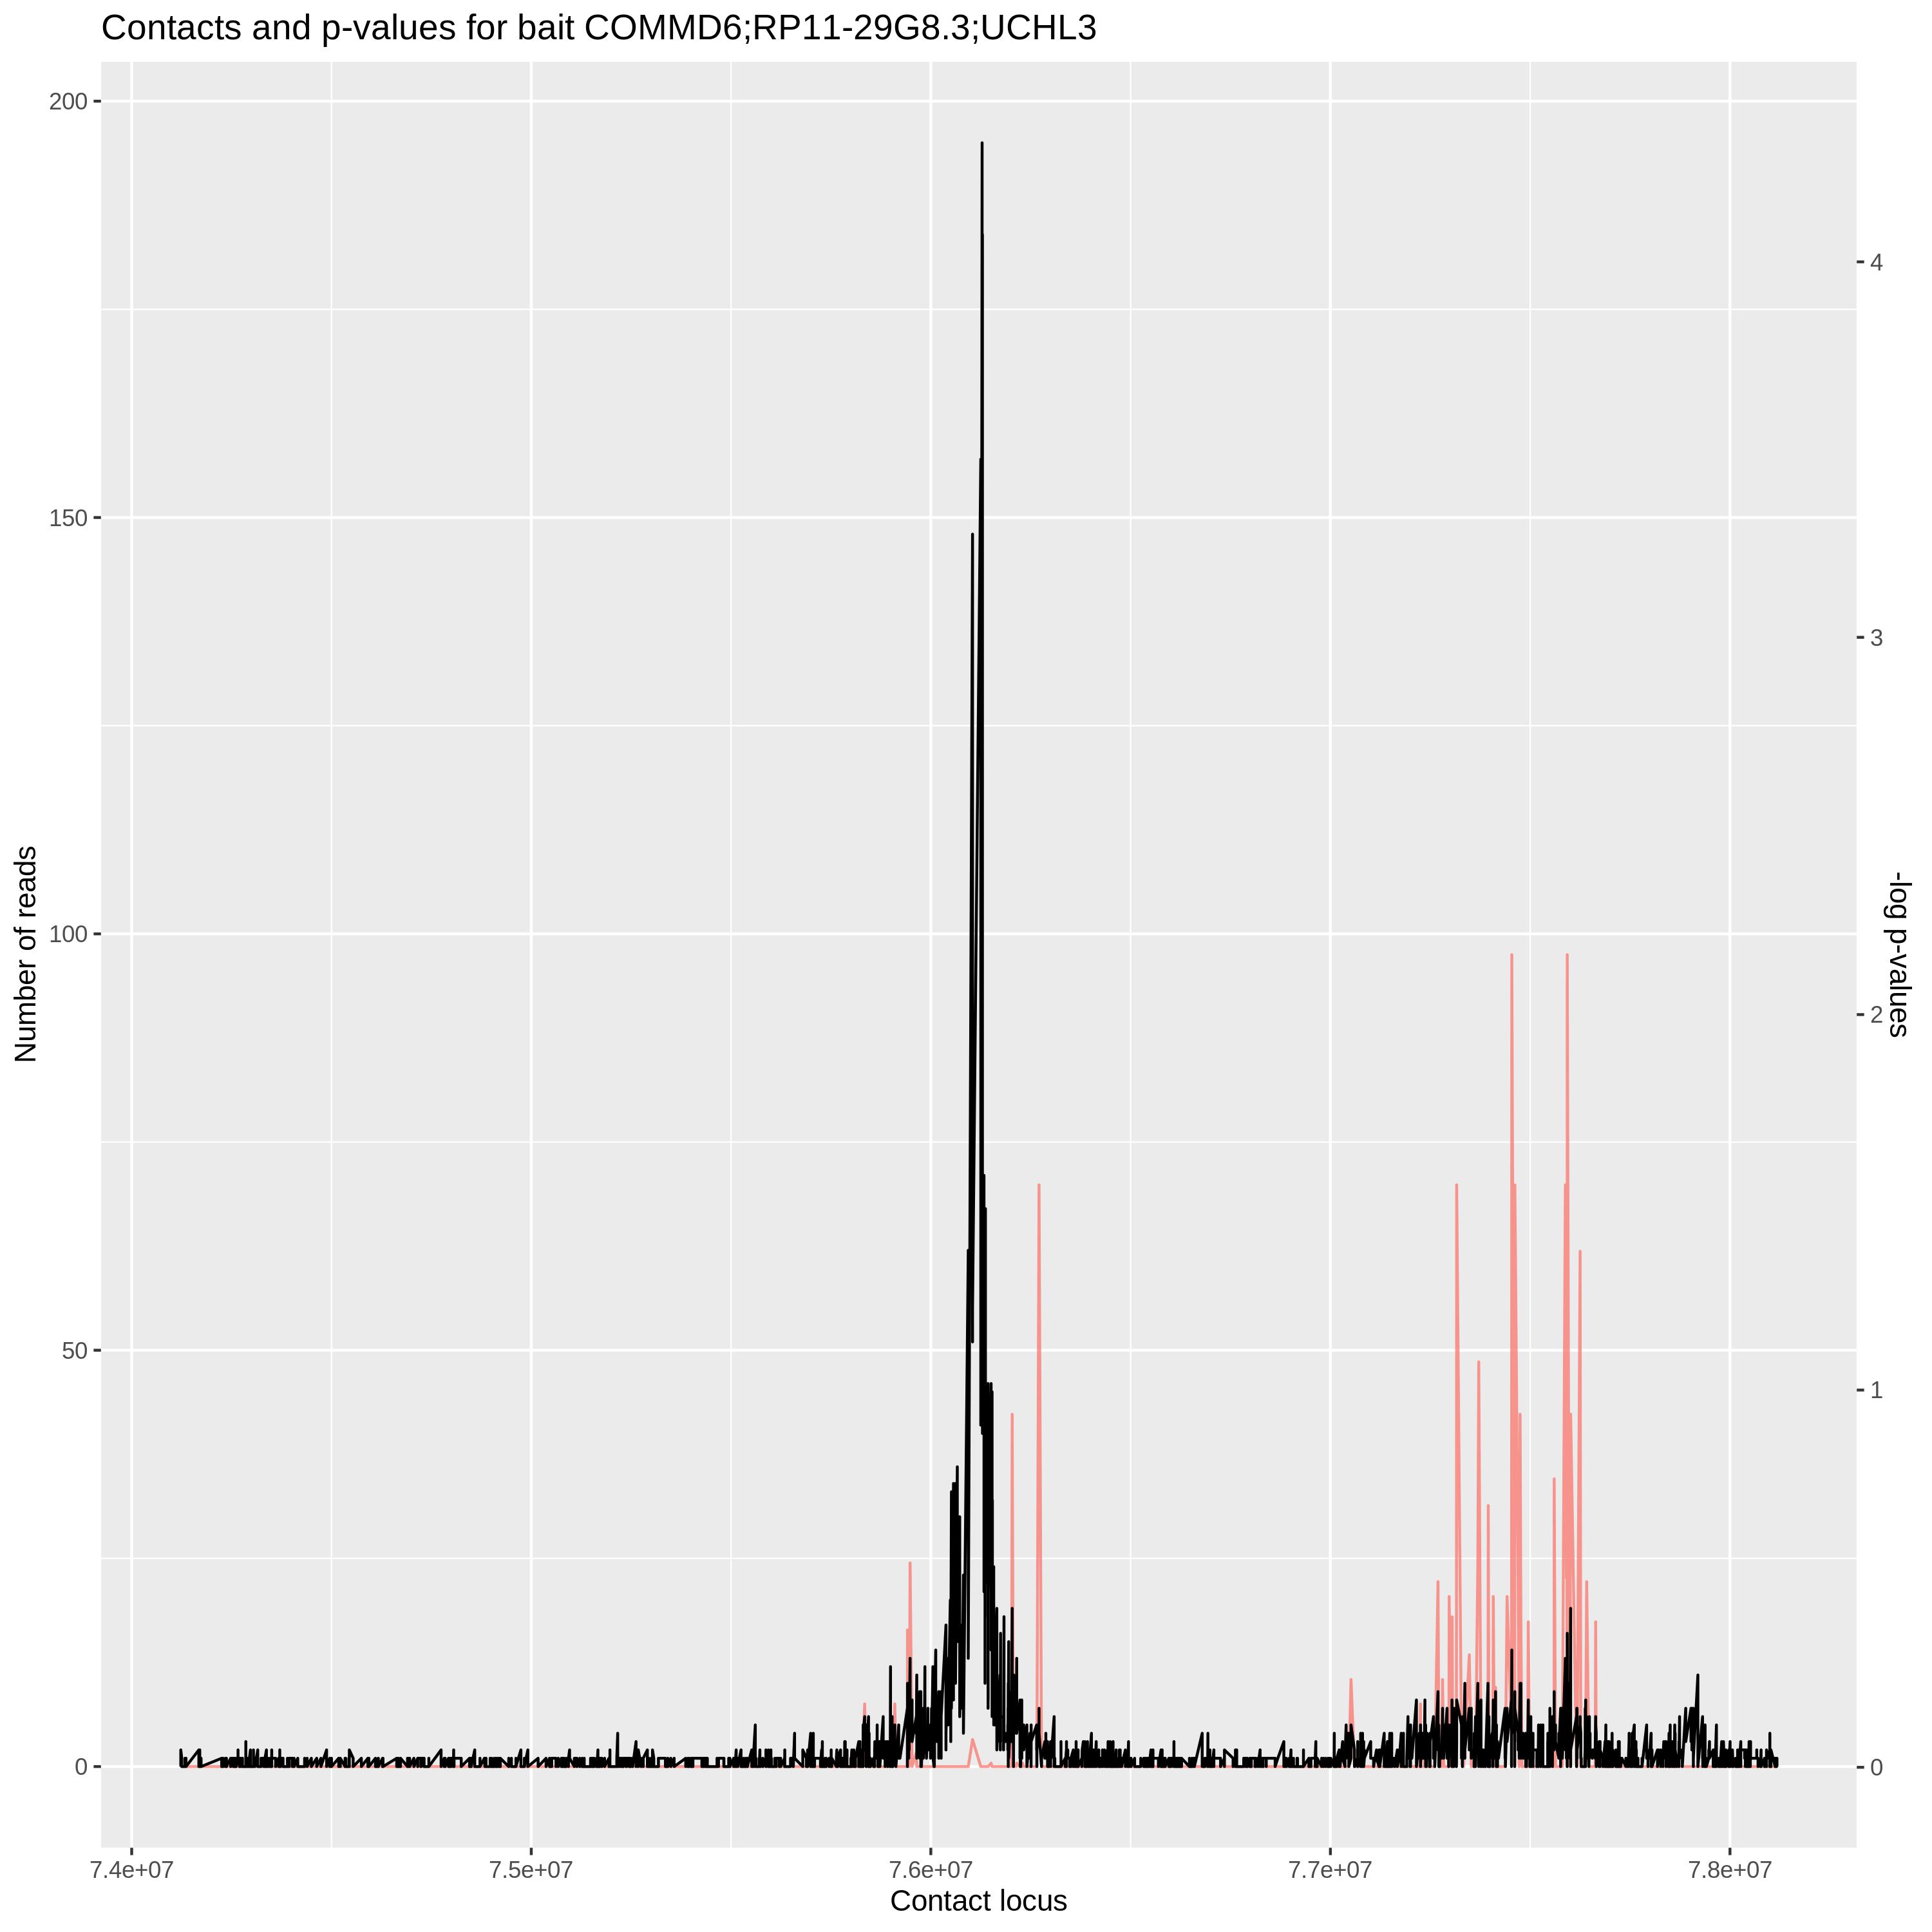 Contacts and p-values for bait COMMD6;RP11-29G8.3;UCHL3
200
150
100
50
0
Number of reads
4
3
2
1
0
-log p-values
7.4e+07
7.5e+07
7.6e+07
7.7e+07
7.8e+07
Contact locus